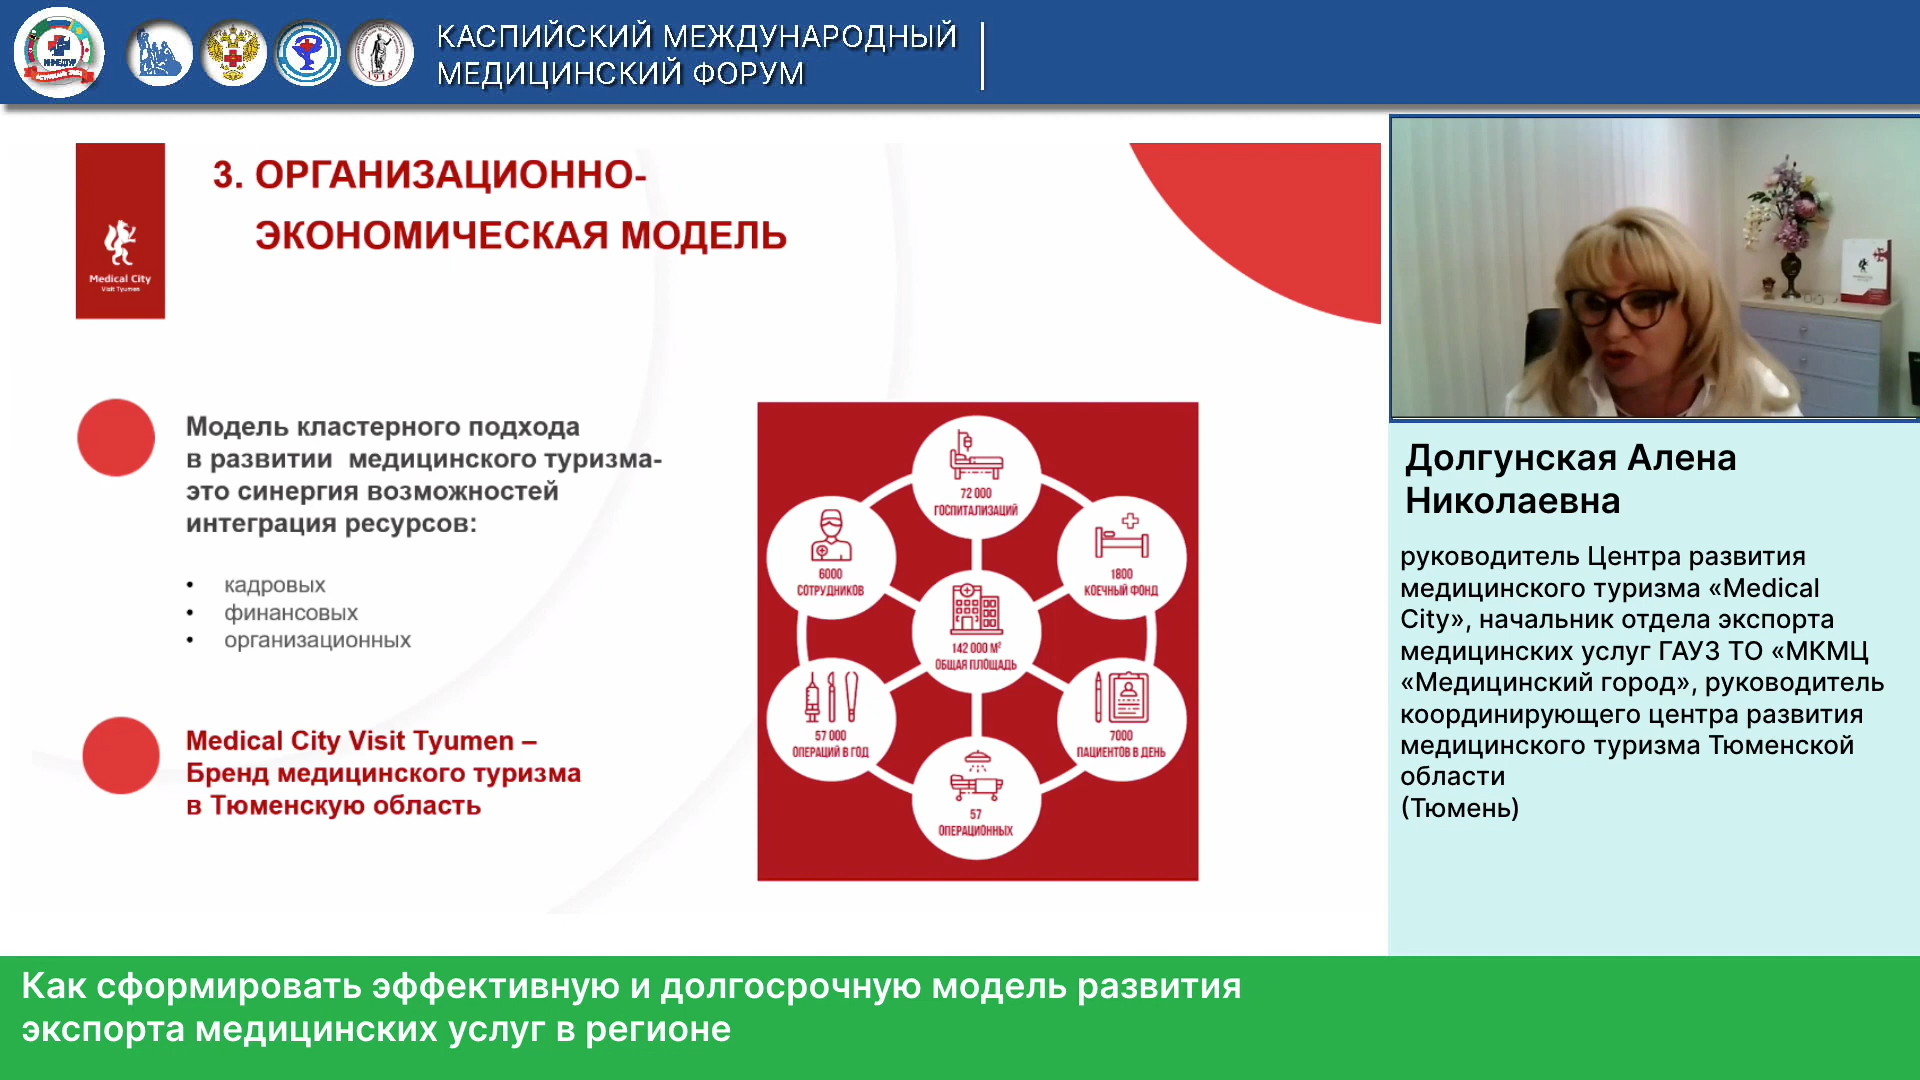 КАСПИЙСКИЙ МЕЖДУНАРОДНЫЙ
МЕДИЦИНСКИЙ ФОРУМ
1918
3. ОРГАНИЗАЦИОННО-
ЭКОНОМИЧЕСКАЯ МОДЕЛЬ
Medical City
Visit Tyumen
Модель кластерного подхода
в развитии медицинского туризма-
это синергия возможностей
интеграция ресурсов:
• кадровых
• финансовых
• организационных
Medical City Visit Tyumen –
Бренд медицинского туризма
в Тюменскую область
72 000
ГОСПИТАЛИЗАЦИЙ
6000
СОТРУДНИКОВ
1800
КОЕЧНЫЙ ФОНД
142 000 М²
ОБЩАЯ ПЛОЩАДЬ
57 000
ОПЕРАЦИЙ В ГОД
7000
ПАЦИЕНТОВ В ДЕНЬ
57
ОПЕРАЦИОННЫХ
Долгунская Алена
Николаевна
руководитель Центра развития
медицинского туризма «Medical
City», начальник отдела экспорта
медицинских услуг ГАУЗ ТО «МКМЦ
«Медицинский город», руководитель
координирующего центра развития
медицинского туризма Тюменской
области
(Тюмень)
Как сформировать эффективную и долгосрочную модель развития
экспорта медицинских услуг в регионе